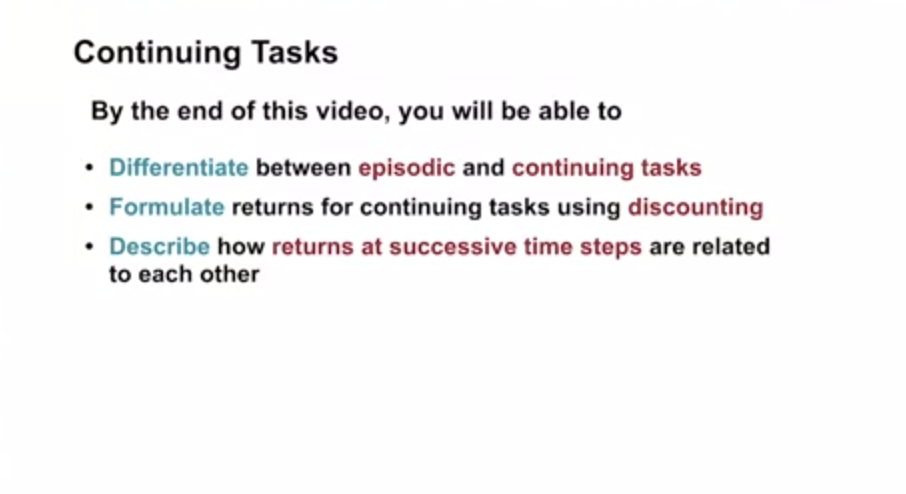 Continuing Tasks
By the end of this video, you will be able to
• Differentiate between episodic and continuing tasks
• Formulate returns for continuing tasks using discounting
• Describe how returns at successive time steps are related
to each other